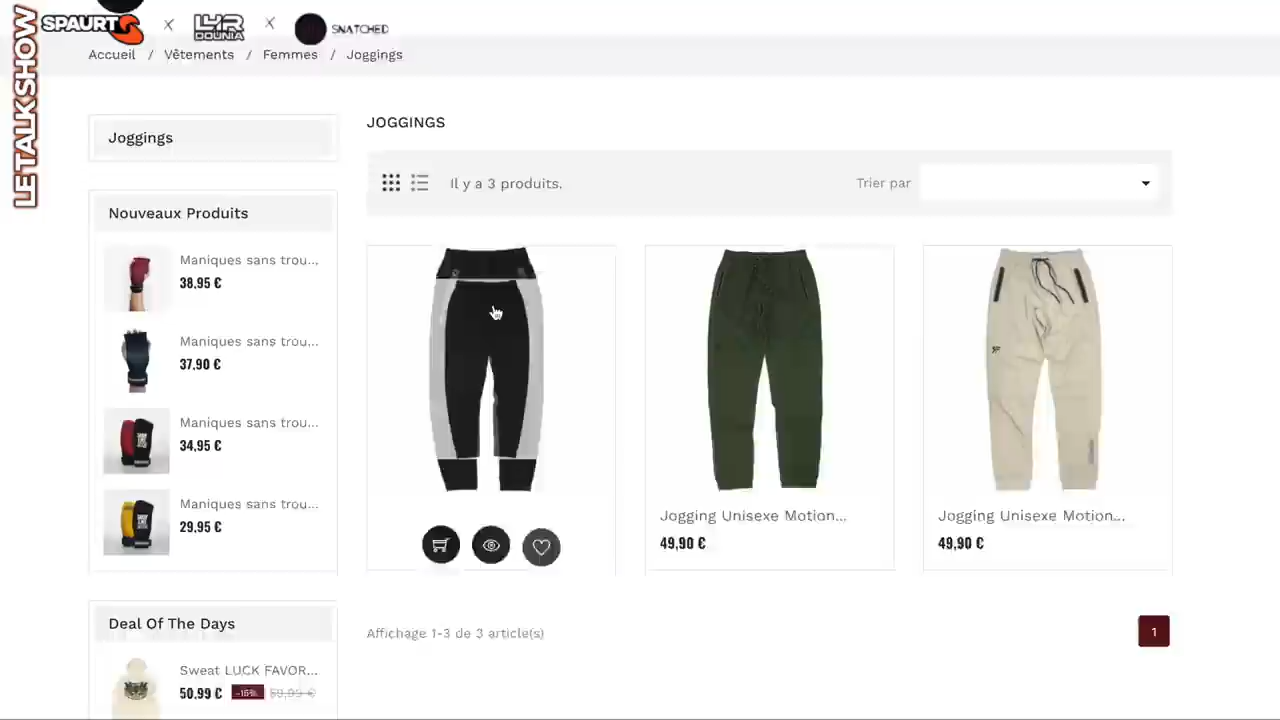 LE TALK SHOW
SPAURT
×
LYR
DOUNIA
×
SNATCHED
Accueil / Vêtements / Femmes / Joggings
Joggings
Nouveaux Produits
Maniques sans trou,..
38,95 €
Maniques sans trou,..
37,90 €
Maniques sans trou...
34,95 €
Maniques sans trou...
29,95 €
Deal Of The Days
Sweat LUCK FAVOR...
50,99 € -15% 59,99 €
JOGGINGS
Il y a 3 produits.
Trier par
Jogging Unisexe Motion...
49,90 €
Jogging Unisexe Motion...
49,90 €
Affichage 1-3 de 3 article(s)
1